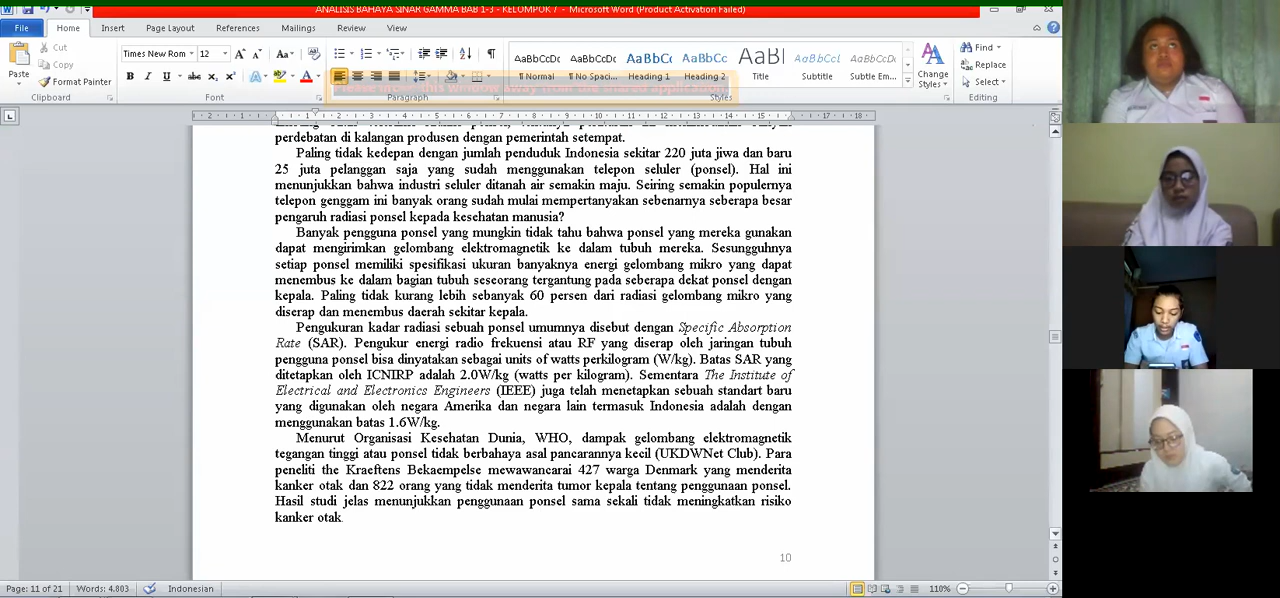 ANALISIS BAHAYA SINAR GAMMA BAB 1-3 - KELOMPOK 7 - Microsoft Word (Product Activation Failed)
File Home Insert Page Layout References Mailings Review View
Paste
Cut
Copy
Format Painter
Clipboard
Times New Rom 12
Font
Paragraph
Please move this window away from the shared application.
AaBbCcDc AaBbCcDc AaBbC AaBbCc AaBl AaBbCcI AaBbCcDc
¶ Normal ¶ No Spaci... Heading 1 Heading 2 Title Subtitle Subtle Em...
Styles
Change Styles
Find
Replace
Select
Editing
perdebatan di kalangan produsen dengan pemerintah setempat.
Paling tidak kedepan dengan jumlah penduduk Indonesia sekitar 220 juta jiwa dan baru
25 juta pelanggan saja yang sudah menggunakan telepon seluler (ponsel). Hal ini
menunjukkan bahwa industri seluler ditanah air semakin maju. Seiring semakin populernya
telepon genggam ini banyak orang sudah mulai mempertanyakan sebenarnya seberapa besar
pengaruh radiasi ponsel kepada kesehatan manusia?
Banyak pengguna ponsel yang mungkin tidak tahu bahwa ponsel yang mereka gunakan
dapat mengirimkan gelombang elektromagnetik ke dalam tubuh mereka. Sesungguhnya
setiap ponsel memiliki spesifikasi ukuran banyaknya energi gelombang mikro yang dapat
menembus ke dalam bagian tubuh seseorang tergantung pada seberapa dekat ponsel dengan
kepala. Paling tidak kurang lebih sebanyak 60 persen dari radiasi gelombang mikro yang
diserap dan menembus daerah sekitar kepala.
Pengukuran kadar radiasi sebuah ponsel umumnya disebut dengan Specific Absorption
Rate (SAR). Pengukur energi radio frekuensi atau RF yang diserap oleh jaringan tubuh
pengguna ponsel bisa dinyatakan sebagai units of watts perkilogram (W/kg). Batas SAR yang
ditetapkan oleh ICNIRP adalah 2.0W/kg (watts per kilogram). Sementara The Institute of
Electrical and Electronics Engineers (IEEE) juga telah menetapkan sebuah standart baru
yang digunakan oleh negara Amerika dan negara lain termasuk Indonesia adalah dengan
menggunakan batas 1.6W/kg.
Menurut Organisasi Kesehatan Dunia, WHO, dampak gelombang elektromagnetik
tegangan tinggi atau ponsel tidak berbahaya asal pancarannya kecil (UKDWNet Club). Para
peneliti the Kraeftens Bekaempelse mewawancarai 427 warga Denmark yang menderita
kanker otak dan 822 orang yang tidak menderita tumor kepala tentang penggunaan ponsel.
Hasil studi jelas menunjukkan penggunaan ponsel sama sekali tidak meningkatkan risiko
kanker otak
10
Page: 11 of 21 Words: 4.803 Indonesian 110%